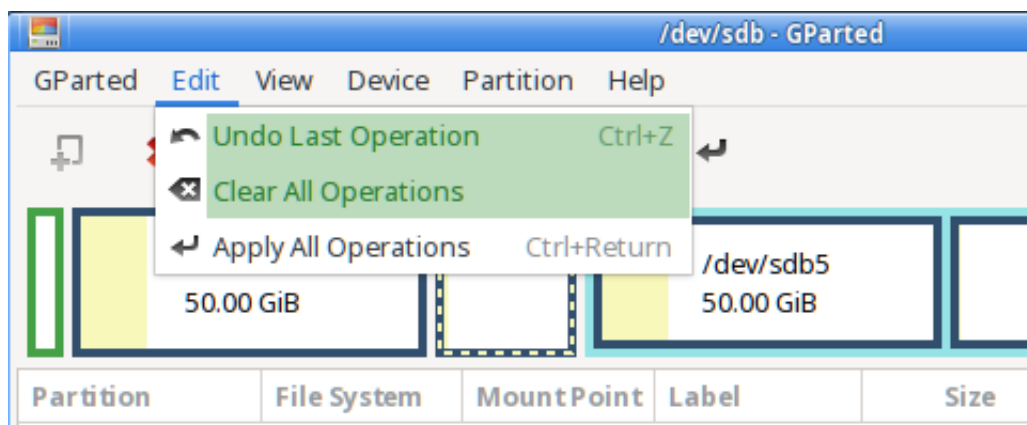 /dev/sdb - GParted
GParted Edit View Device Partition Help
Undo Last Operation Ctrl+Z
Clear All Operations
Apply All Operations Ctrl+Return
/dev/sdb5
50.00 GiB 50.00 GiB
Partition File System Mount Point Label Size